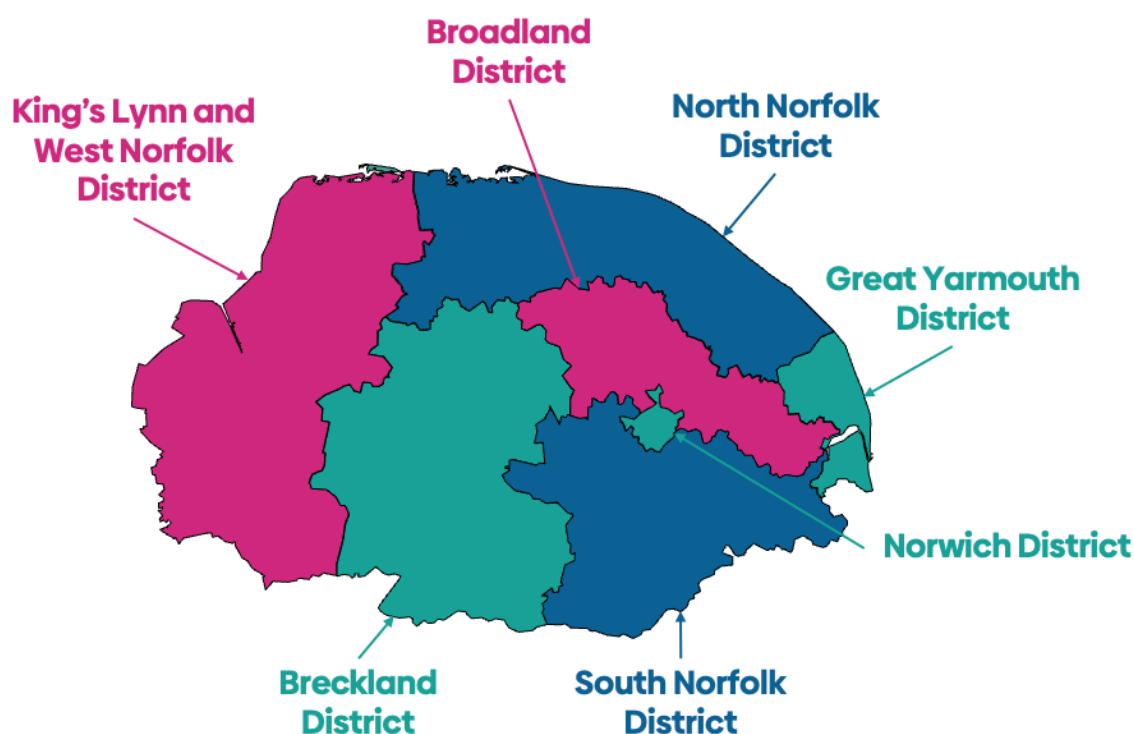 Broadland
District
King's Lynn and
West Norfolk
District
North Norfolk
District
Great Yarmouth
District
Norwich District
Breckland
District
South Norfolk
District